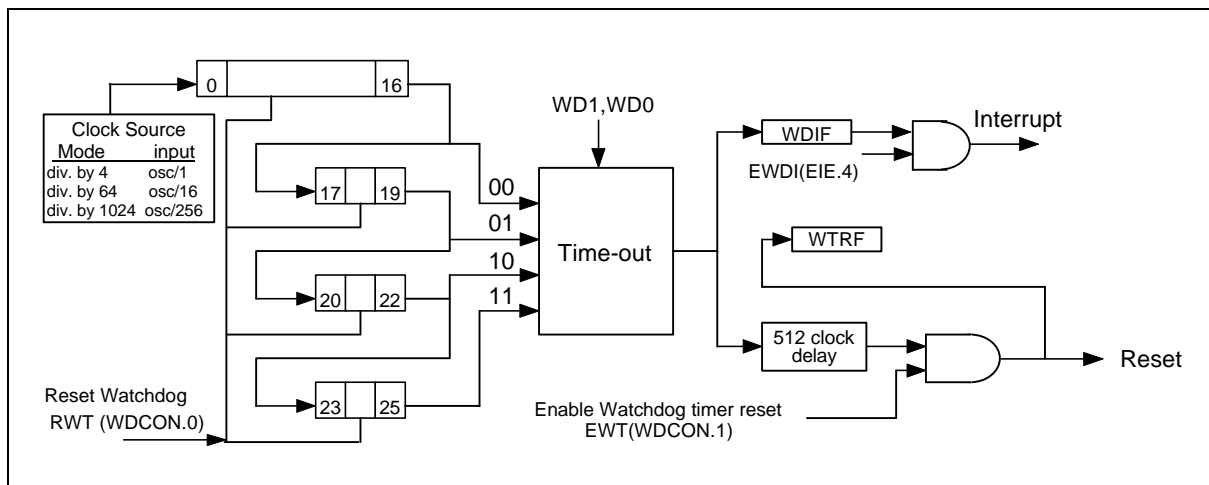 0 16
Clock Source
Mode input
div. by 4 osc/1
div. by 64 osc/16
div. by 1024 osc/256
17 19
20 22
23 25
Reset Watchdog
RWT (WDCON.0)
00
01
10
11
WD1,WD0
Time-out
WDIF
EWDI(EIE.4)
Interrupt
WTRF
512 clock
delay
Enable Watchdog timer reset
EWT(WDCON.1)
Reset